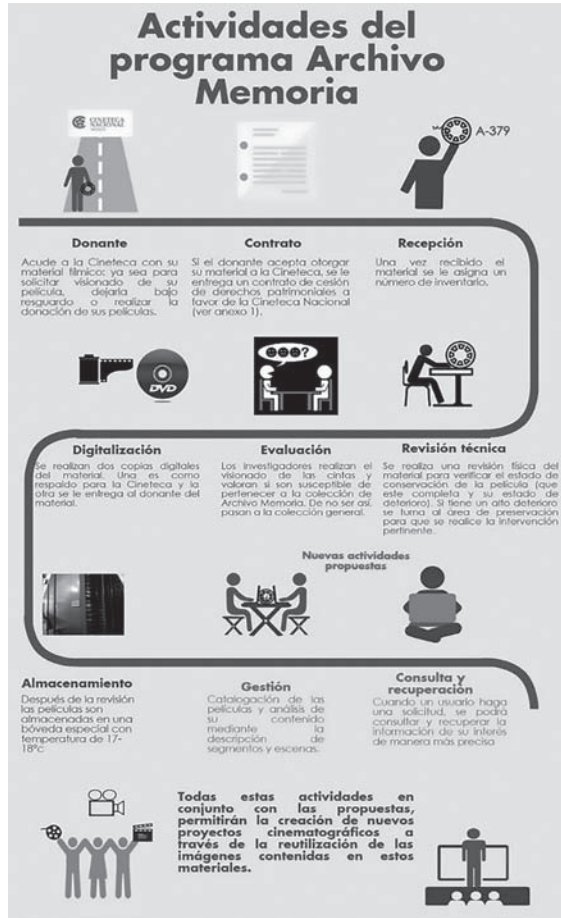 Actividades del
programa Archivo
Memoria
CINETECA
NACIONAL
MÉXICO
A-379
Donante
Acude a la Cineteca con su
material fílmico: ya sea para
solicitar visionado de su
película, dejarla bajo
resguardo o realizar la
donación de sus películas.
Contrato
Si el donante acepta otorgar
su material a la Cineteca, se le
entrega un contrato de cesión
de derechos patrimoniales a
favor de la Cineteca Nacional
(ver anexo 1).
Recepción
Una vez recibido el
material se le asigna un
número de inventario.
DVD
?
Digitalización
Se realizan dos copias digitales
del material. Una es como
respaldo para la Cineteca y la
otra se le entrega al donante del
material.
Evaluación
Los investigadores realizan el
visionado de las cintas y
valoran si son susceptible de
pertenecer a la colección de
Archivo Memoria. De no ser así,
pasan a la colección general.
Revisión técnica
Se realiza una revisión física del
material para verificar el estado de
conservación de la película (que
este completa y su estado de
deterioro). Si tiene un alto deterioro
se turna al área de preservación
para que se realice la intervención
pertinente.
Nuevas actividades
propuestas
Almacenamiento
Después de la revisión
las películas son
almacenadas en una
bóveda especial con
temperatura de 17-
18°c
Gestión
Catalogación de las
películas y análisis de
su contenido
mediante la
descripción de
segmentos y escenas.
Consulta y
recuperación
Cuando un usuario haga
una solicitud, se podrá
consultar y recuperar la
información de su interés
de manera más precisa
Todas estas actividades en
conjunto con las propuestas,
permitirán la creación de nuevos
proyectos cinematográficos a
través de la reutilización de las
imágenes contenidas en estos
materiales.